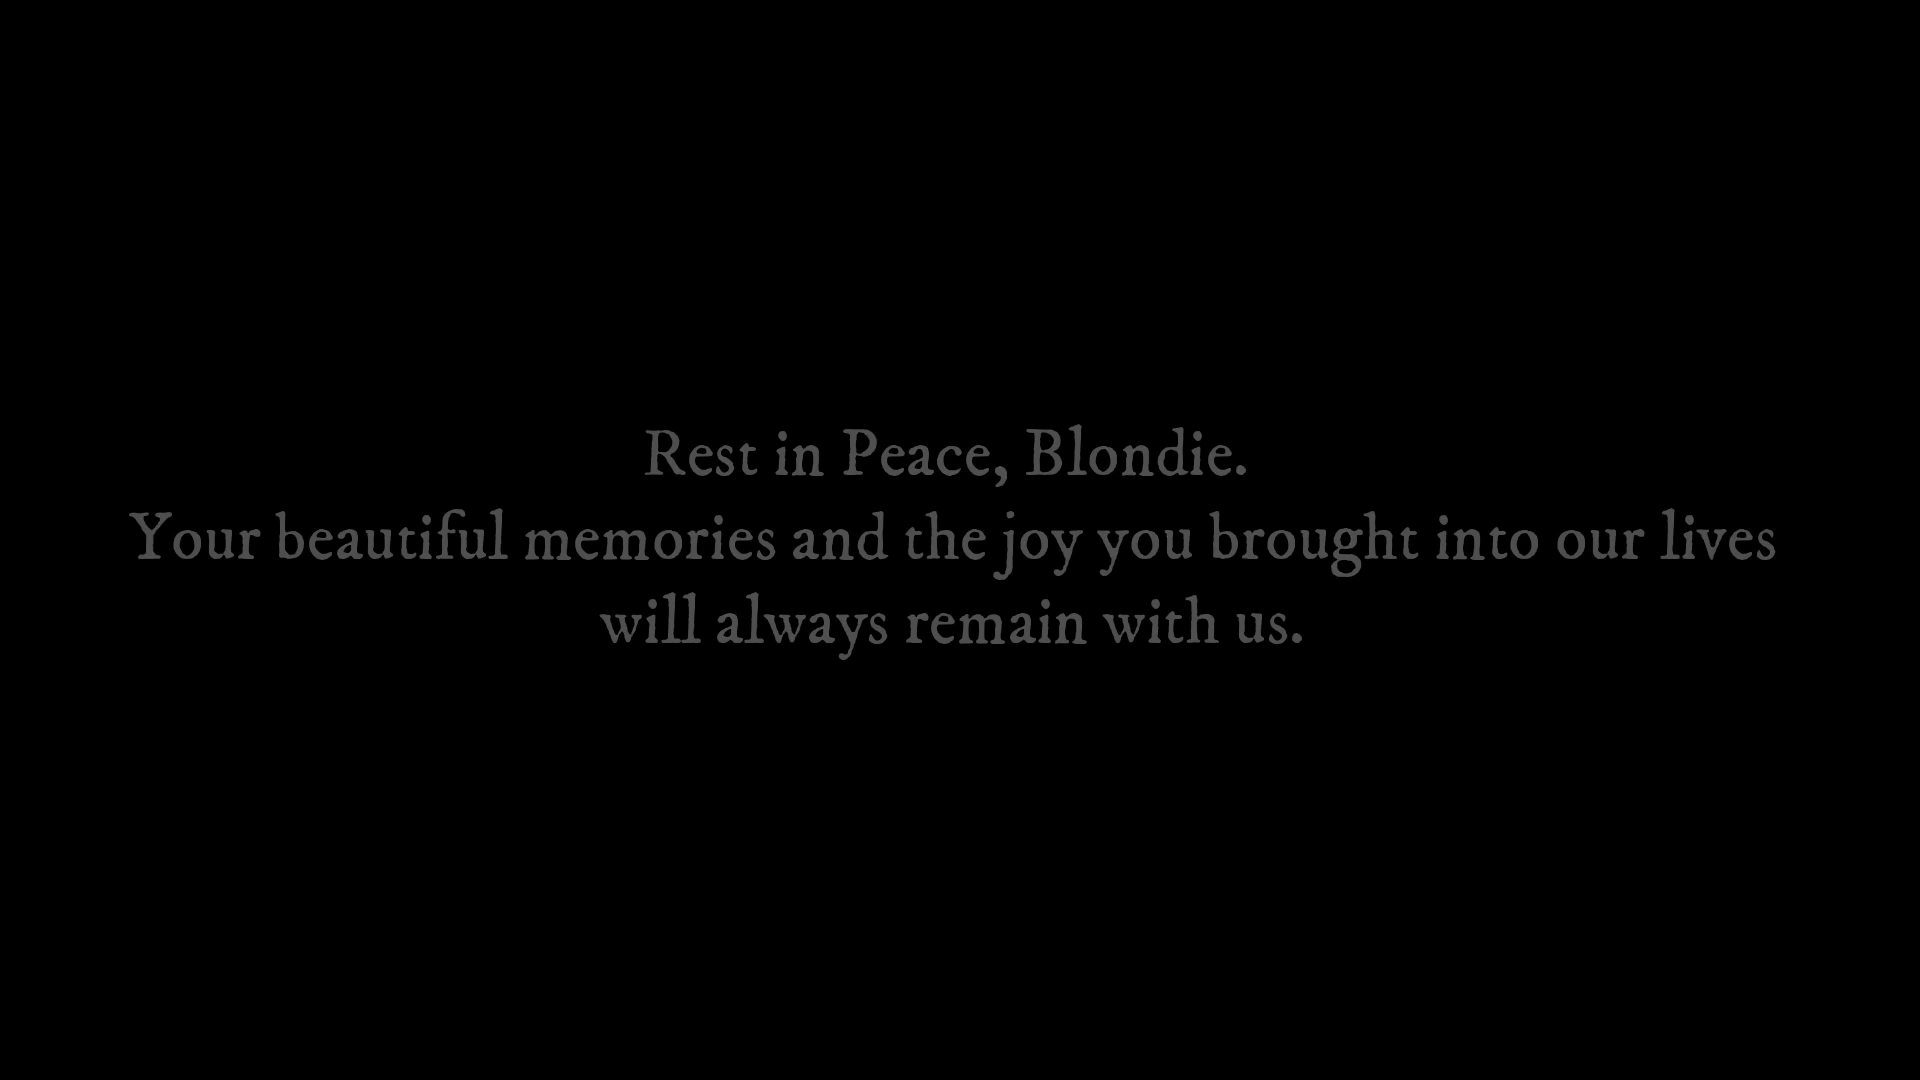 Rest in Peace, Blondie.
Your beautiful memories and the joy you brought into our lives
will always remain with us.